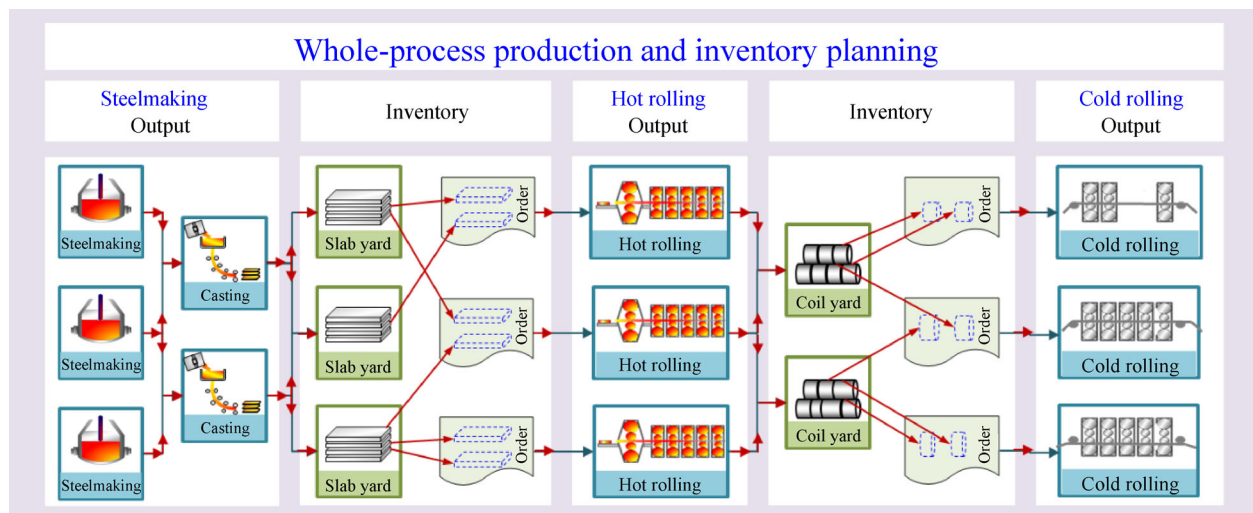 Whole-process production and inventory planning
Steelmaking
Output
Inventory
Hot rolling
Output
Inventory
Cold rolling
Output
Steelmaking
Steelmaking
Steelmaking
Casting
Casting
Slab yard
Slab yard
Slab yard
Order
Order
Order
Hot rolling
Hot rolling
Hot rolling
Coil yard
Coil yard
Order
Order
Order
Cold rolling
Cold rolling
Cold rolling